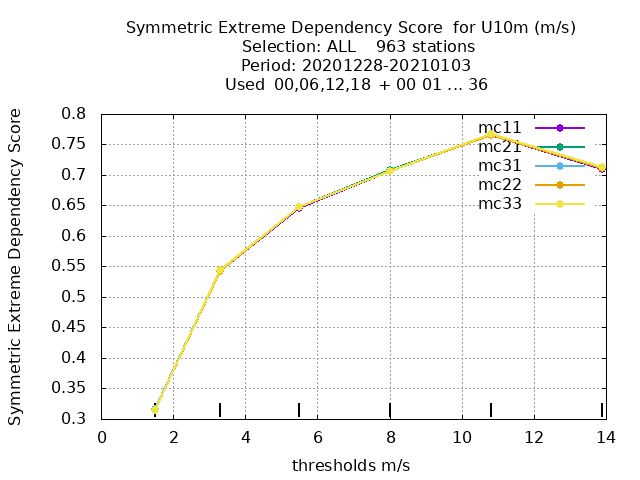 Symmetric Extreme Dependency Score  for U10m (m/s)
Selection: ALL    963 stations
Period: 20201228-20210103
Used  00,06,12,18  + 00 01 ... 36
Symmetric Extreme Dependency Score
0.8
0.75
0.7
0.65
0.6
0.55
0.5
0.45
0.4
0.35
0.3
mc11
mc21
mc31
mc22
mc33
0 2 4 6 8 10 12 14
thresholds m/s